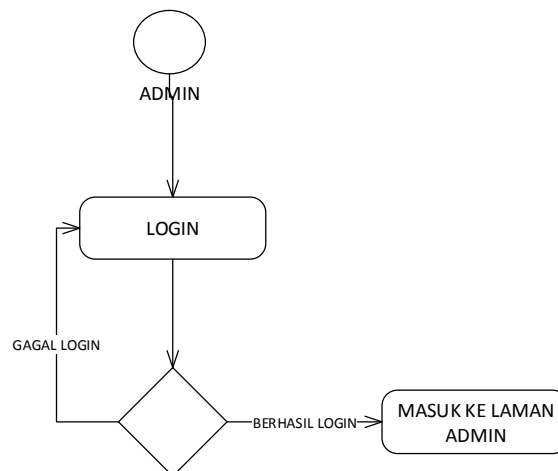 ADMIN
LOGIN
GAGAL LOGIN
BERHASIL LOGIN
MASUK KE LAMAN
ADMIN